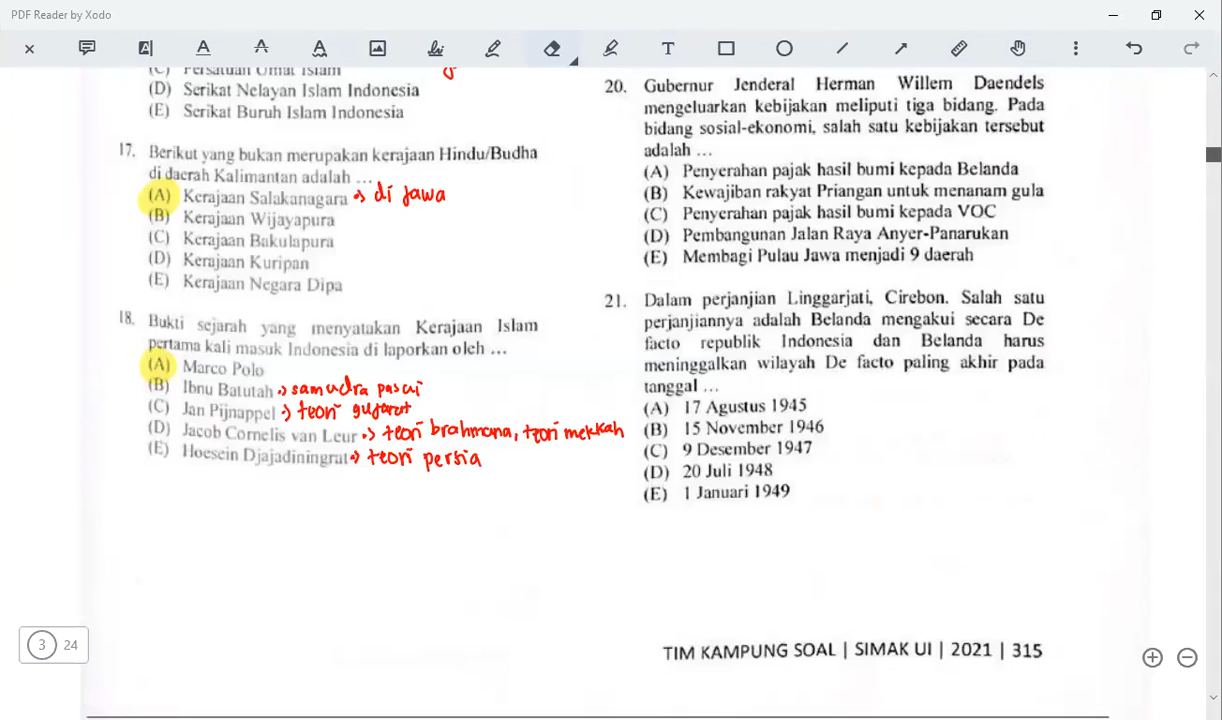 PDF Reader by Xodo
(C) Persatuan Umat Islam
(D) Serikat Nelayan Islam Indonesia
(E) Serikat Buruh Islam Indonesia
17. Berikut yang bukan merupakan kerajaan Hindu/Budha
di daerah Kalimantan adalah …
(A) Kerajaan Salakanagara → di Jawa
(B) Kerajaan Wijayapura
(C) Kerajaan Bakulapura
(D) Kerajaan Kuripan
(E) Kerajaan Negara Dipa
18. Bukti sejarah yang menyatakan Kerajaan Islam
pertama kali masuk Indonesia di laporkan oleh …
(A) Marco Polo
(B) Ibnu Batutah → samudra pasai
(C) Jan Pijnappel → teori gujarat
(D) Jacob Cornelis van Leur → teori brahmana, teori mekkah
(E) Hoesein Djajadiningrat → teori persia
20. Gubernur Jenderal Herman Willem Daendels
mengeluarkan kebijakan meliputi tiga bidang. Pada
bidang sosial-ekonomi, salah satu kebijakan tersebut
adalah …
(A) Penyerahan pajak hasil bumi kepada Belanda
(B) Kewajiban rakyat Priangan untuk menanam gula
(C) Penyerahan pajak hasil bumi kepada VOC
(D) Pembangunan Jalan Raya Anyer-Panarukan
(E) Membagi Pulau Jawa menjadi 9 daerah
21. Dalam perjanjian Linggarjati, Cirebon. Salah satu
perjanjiannya adalah Belanda mengakui secara De
facto republik Indonesia dan Belanda harus
meninggalkan wilayah De facto paling akhir pada
tanggal …
(A) 17 Agustus 1945
(B) 15 November 1946
(C) 9 Desember 1947
(D) 20 Juli 1948
(E) 1 Januari 1949
3 24
TIM KAMPUNG SOAL | SIMAK UI | 2021 | 315